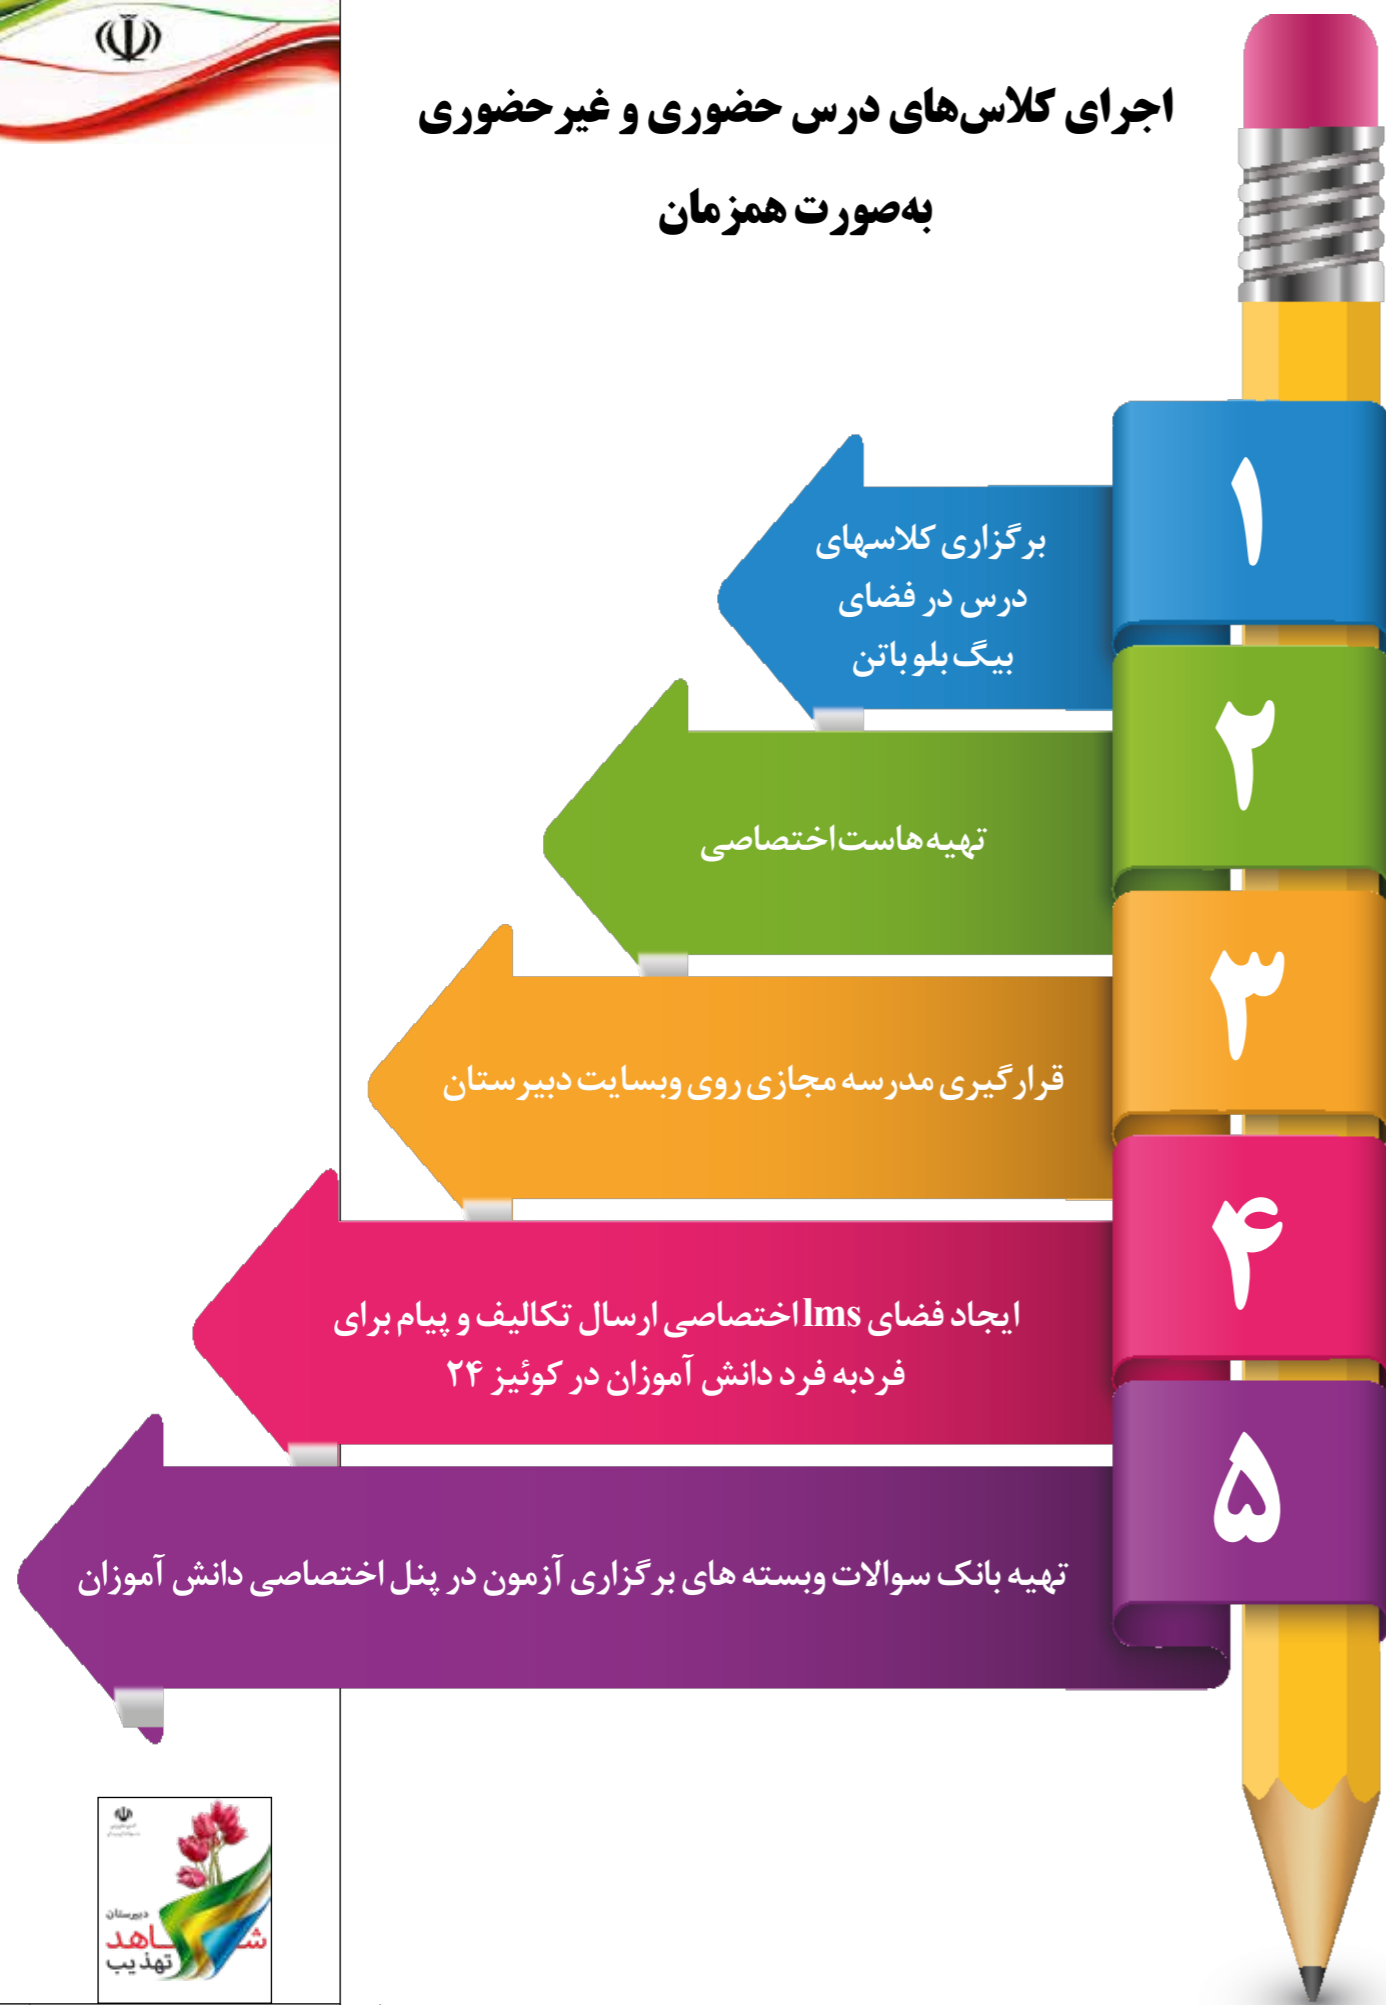 اجرای کلاس‌های درس حضوری و غیرحضوری
به‌صورت همزمان
۱
برگزاری کلاسهای
درس در فضای
بیگ بلو باتن
۲
تهیه هاست اختصاصی
۳
قرارگیری مدرسه مجازی روی وبسایت دبیرستان
۴
ایجاد فضای lms اختصاصی ارسال تکالیف و پیام برای
فردبه فرد دانش آموزان در کوئیز ۲۴
۵
تهیه بانک سوالات وبسته های برگزاری آزمون در پنل اختصاصی دانش آموزان
دبیرستان
شاهد
تهذیب